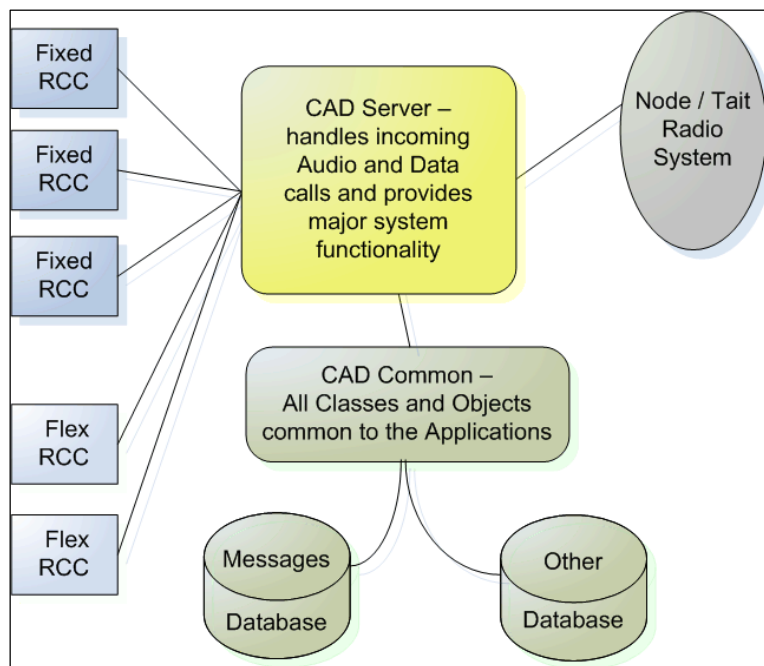 Fixed
RCC
Fixed
RCC
Fixed
RCC
Flex
RCC
Flex
RCC
CAD Server –
handles incoming
Audio and Data
calls and provides
major system
functionality
Node / Tait
Radio
System
CAD Common –
All Classes and Objects
common to the Applications
Messages
Database
Other
Database